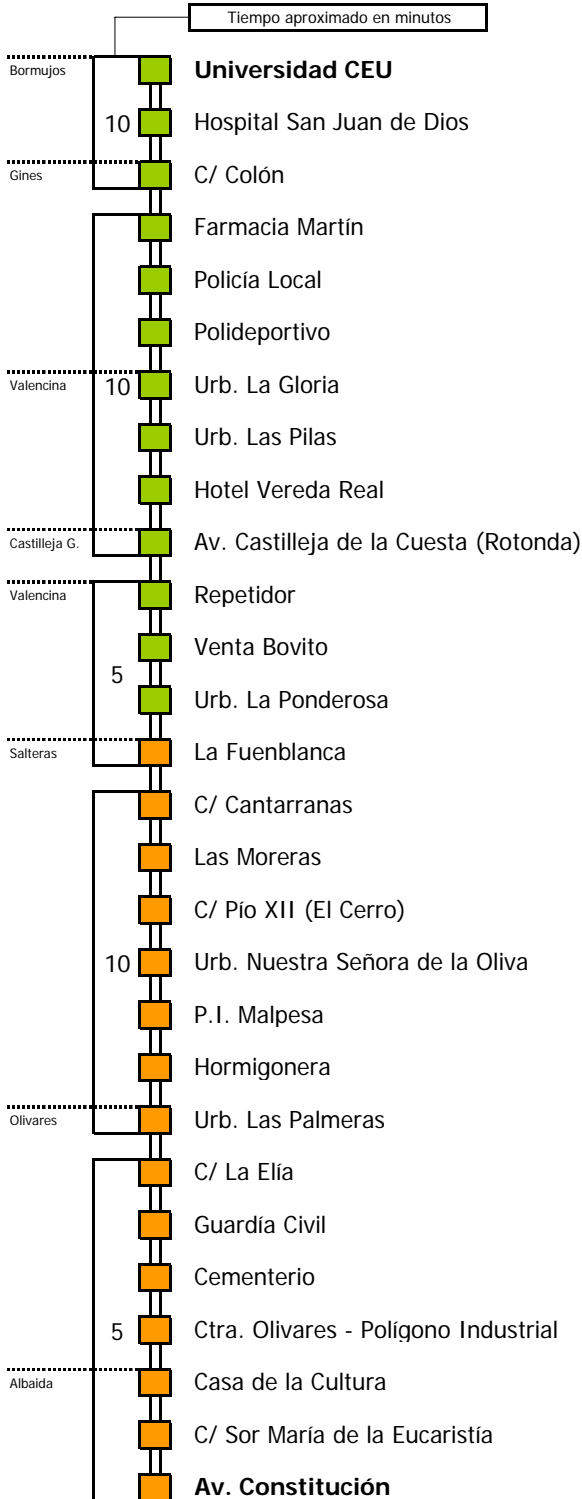 Tiempo aproximado en minutos
Bormujos
Universidad CEU
10
Hospital San Juan de Dios
Gines
C/ Colón
Farmacia Martín
Policía Local
Polideportivo
Valencina
10
Urb. La Gloria
Urb. Las Pilas
Hotel Vereda Real
Castilleja G.
Av. Castilleja de la Cuesta (Rotonda)
Valencina
Repetidor
Venta Bovito
5
Urb. La Ponderosa
Salteras
La Fuenblanca
C/ Cantarranas
Las Moreras
C/ Pío XII (El Cerro)
10
Urb. Nuestra Señora de la Oliva
P.I. Malpesa
Hormigonera
Olivares
Urb. Las Palmeras
C/ La Elía
Guardía Civil
Cementerio
5
Ctra. Olivares - Polígono Industrial
Albaida
Casa de la Cultura
C/ Sor María de la Eucaristía
Av. Constitución